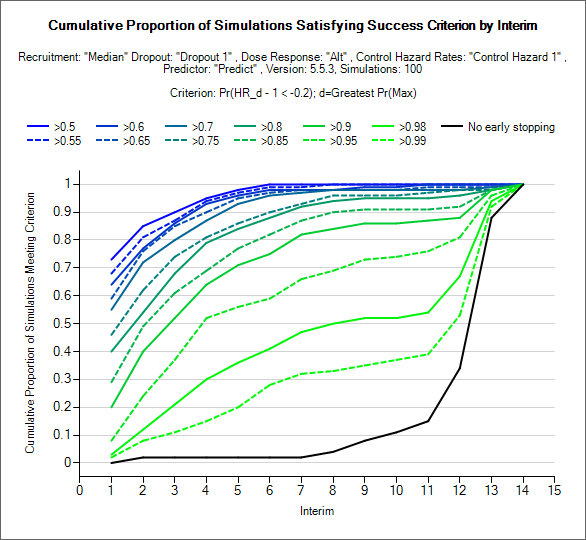 Cumulative Proportion of Simulations Satisfying Success Criterion by Interim
Recruitment: "Median" Dropout: "Dropout 1" , Dose Response: "Alt" , Control Hazard Rates: "Control Hazard 1" ,
Predictor: "Predict" , Version: 5.5.3, Simulations: 100
Criterion: Pr(HR_d - 1 < -0.2); d=Greatest Pr(Max)
>0.5 >0.6 >0.7 >0.8 >0.9 >0.98 No early stopping
>0.55 >0.65 >0.75 >0.85 >0.95 >0.99
Cumulative Proportion of Simulations Meeting Criterion
1
0.9
0.8
0.7
0.6
0.5
0.4
0.3
0.2
0.1
0
0 1 2 3 4 5 6 7 8 9 10 11 12 13 14 15
Interim